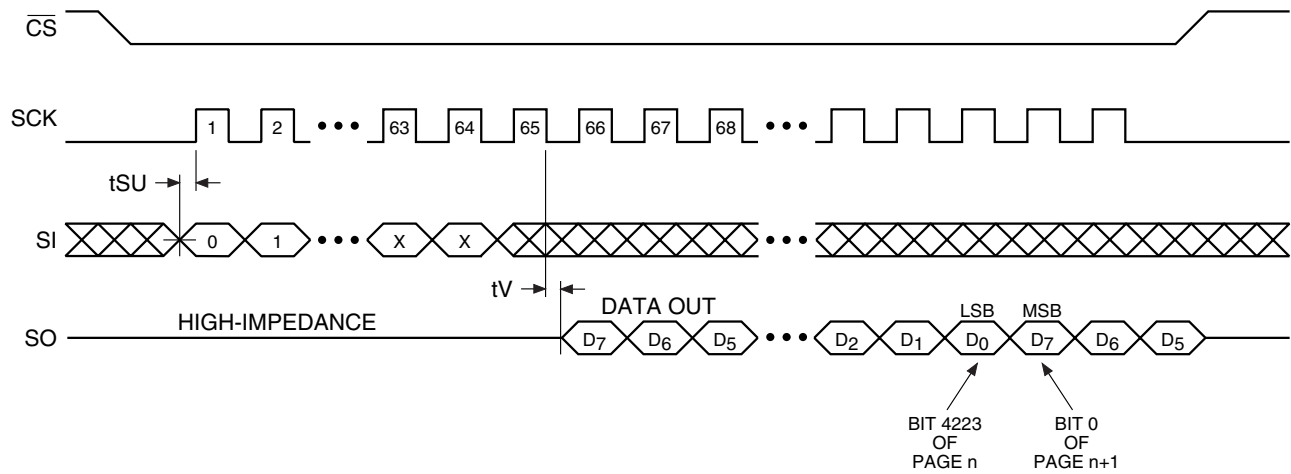 CS
SCK
1 2 ••• 63 64 65 66 67 68 •••
tSU
SI
0 1 ••• X X •••
tV
HIGH-IMPEDANCE
DATA OUT
LSB MSB
SO
D7 D6 D5 ••• D2 D1 D0 D7 D6 D5
BIT 4223
OF
PAGE n
BIT 0
OF
PAGE n+1